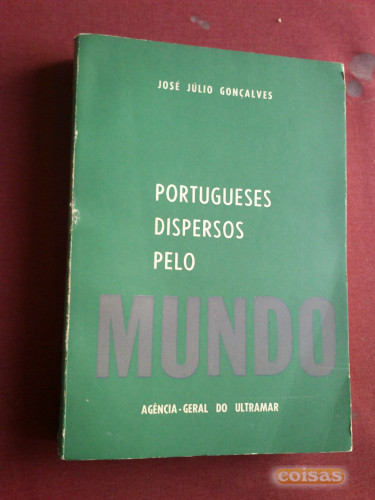 JOSÉ JÚLIO GONÇALVES
PORTUGUESES
DISPERSOS
PELO
MUNDO
AGÊNCIA-GERAL DO ULTRAMAR
coisas